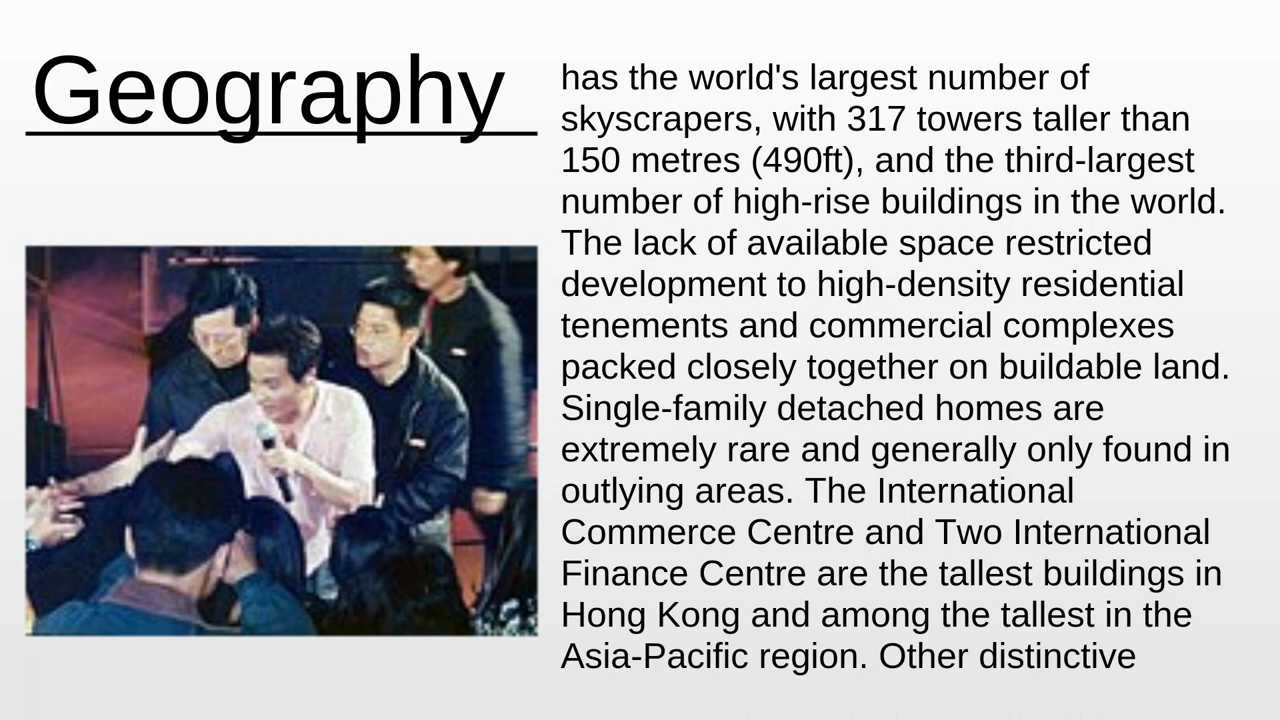 Geography
has the world's largest number of
skyscrapers, with 317 towers taller than
150 metres (490ft), and the third-largest
number of high-rise buildings in the world.
The lack of available space restricted
development to high-density residential
tenements and commercial complexes
packed closely together on buildable land.
Single-family detached homes are
extremely rare and generally only found in
outlying areas. The International
Commerce Centre and Two International
Finance Centre are the tallest buildings in
Hong Kong and among the tallest in the
Asia-Pacific region. Other distinctive